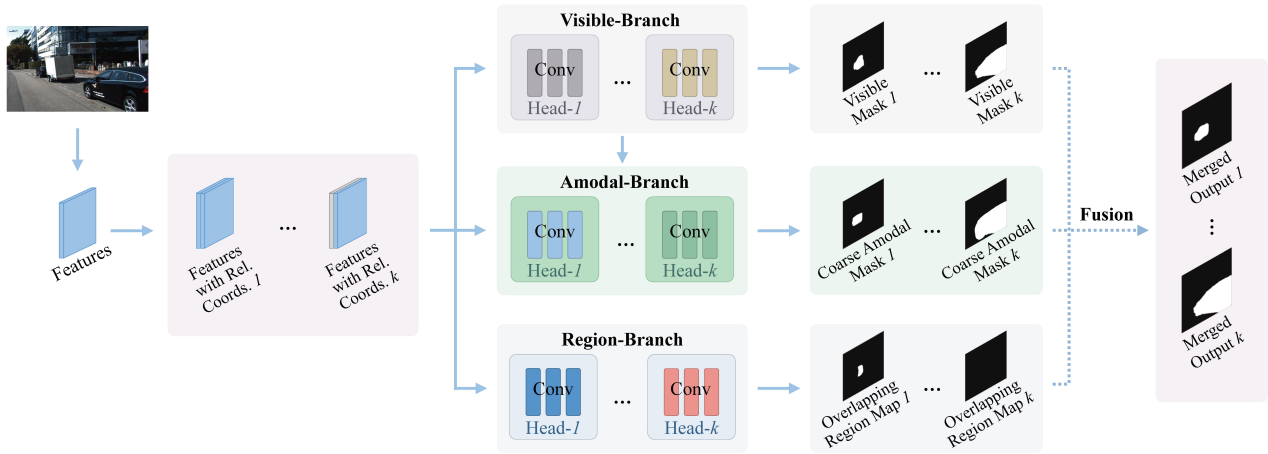 Features
Features
with Rel.
Coords. 1
...
Features
with Rel.
Coords. k
Visible-Branch
Conv
Head-1
...
Conv
Head-k
Amodal-Branch
Conv
Head-1
...
Conv
Head-k
Region-Branch
Conv
Head-1
...
Conv
Head-k
Visible
Mask 1
...
Visible
Mask k
Coarse Amodal
Mask 1
...
Coarse Amodal
Mask k
Overlapping
Region Map 1
...
Overlapping
Region Map k
Fusion
Merged
Output 1
...
Merged
Output k